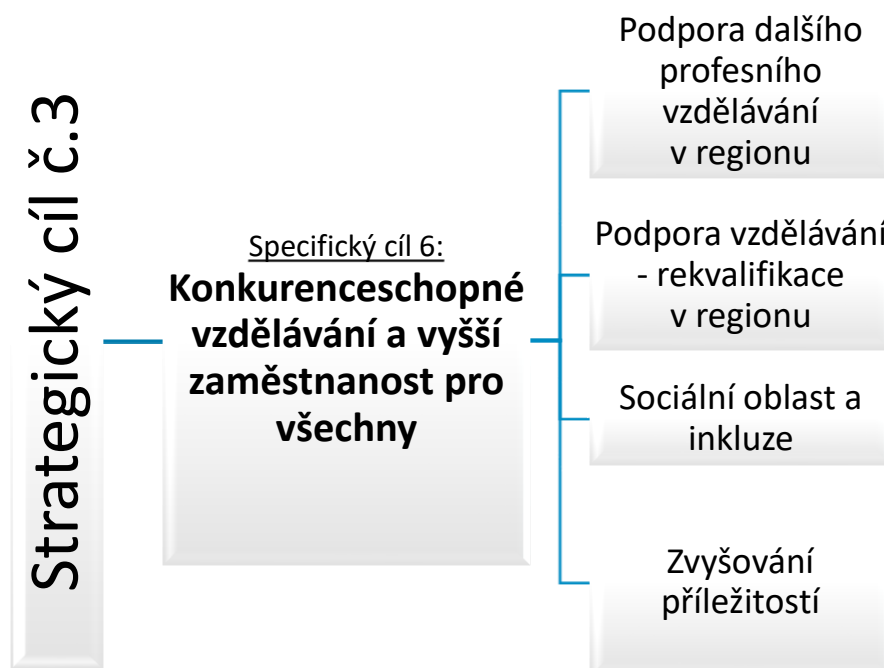 Strategický cíl č.3
Specifický cíl 6:
Konkurenceschopné
vzdělávání a vyšší
zaměstnanost pro
všechny
Podpora dalšího
profesního
vzdělávání
v regionu
Podpora vzdělávání
- rekvalifikace
v regionu
Sociální oblast a
inkluze
Zvyšování
příležitostí